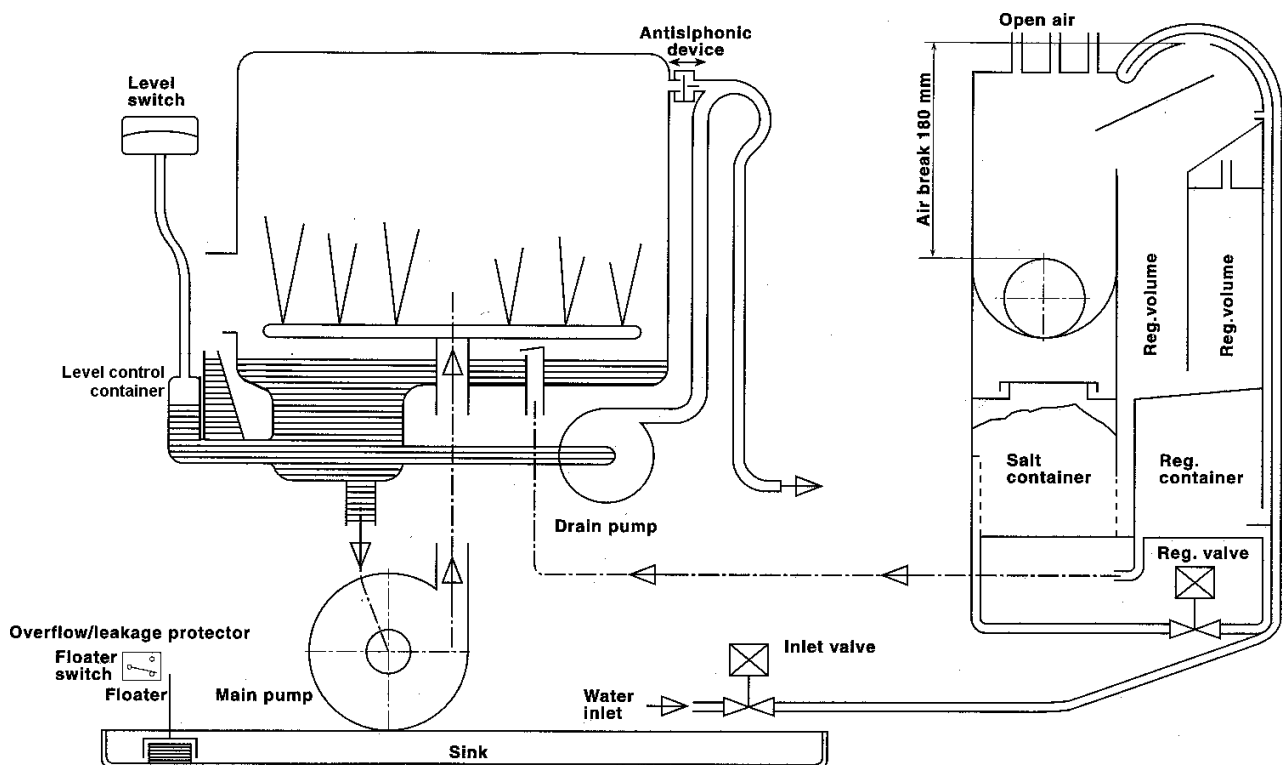 Open air
Antisiphonic
device
Level
switch
Air break 180 mm
Reg.volume
Reg.volume
Level control
container
Salt
container
Reg.
container
Drain pump
Reg. valve
Overflow/leakage protector
Floater
switch
Floater
Main pump
Inlet valve
Water
inlet
Sink